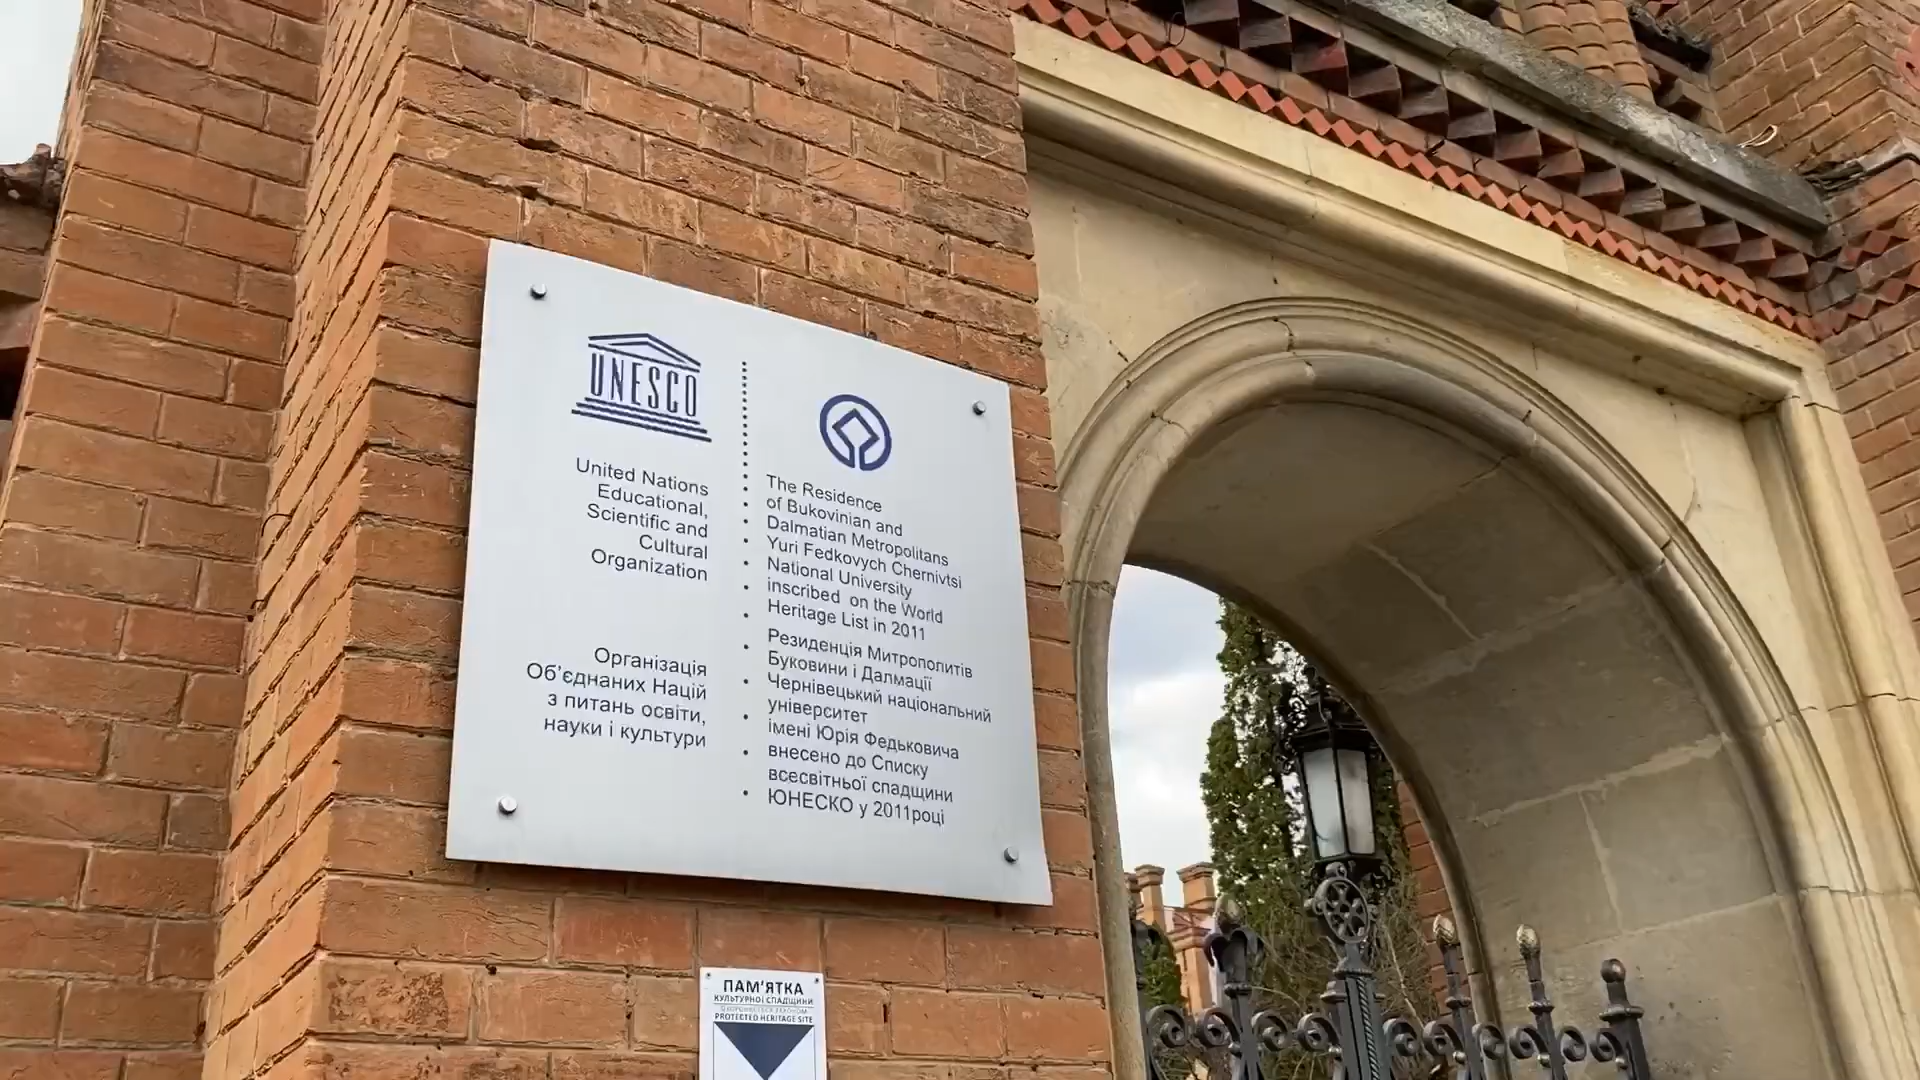 UNESCO
United Nations
Educational,
Scientific and
Cultural
Organization
Організація
Об'єднаних Націй
з питань освіти,
науки і культури
The Residence
of Bukovinian and
Dalmatian Metropolitans
Yuri Fedkovych Chernivtsi
National University
inscribed on the World
Heritage List in 2011
Резиденція Митрополитів
Буковини і Далмації
Чернівецький національний
університет
імені Юрія Федьковича
внесено до Списку
всесвітньої спадщини
ЮНЕСКО у 2011році
ПАМ'ЯТКА
КУЛЬТУРНОЇ СПАДЩИНИ
ОХОРОНЯЄТЬСЯ ЗАКОНОМ
PROTECTED HERITAGE SITE